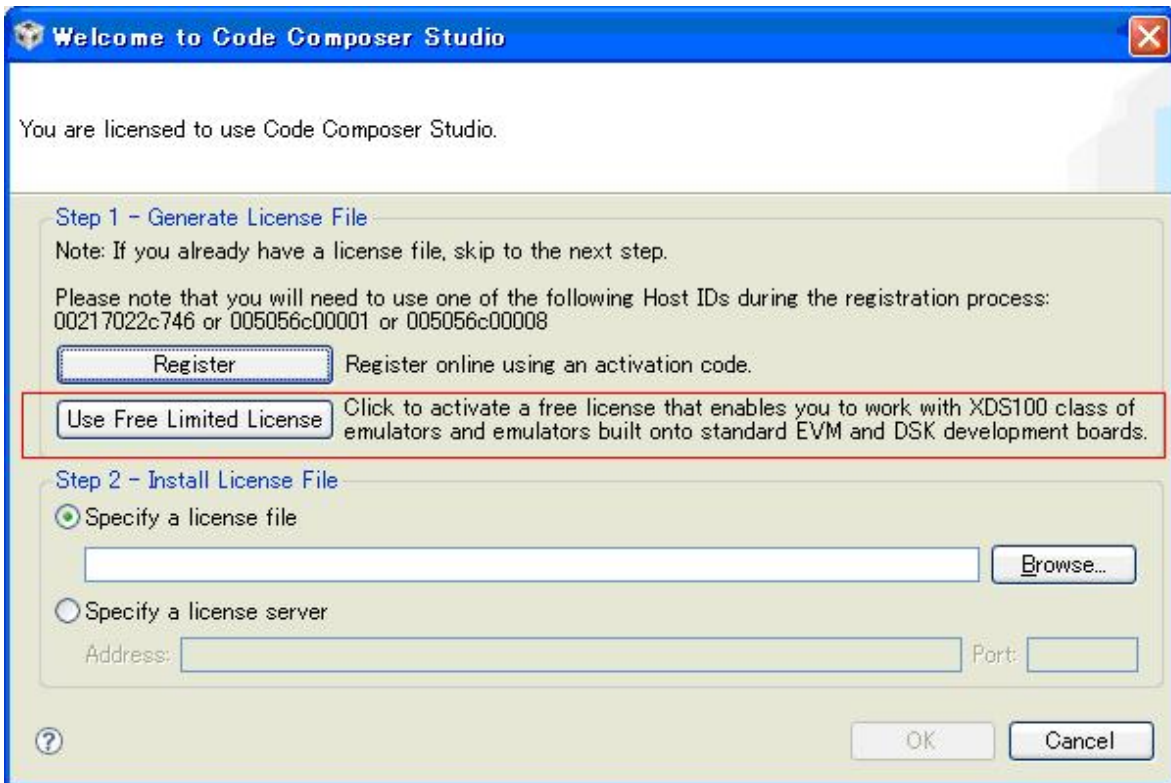 Welcome to Code Composer Studio
You are licensed to use Code Composer Studio.
Step 1 - Generate License File
Note: If you already have a license file, skip to the next step.
Please note that you will need to use one of the following Host IDs during the registration process:
00217022c746 or 005056c00001 or 005056c00008
Register
Register online using an activation code.
Use Free Limited License
Click to activate a free license that enables you to work with XDS100 class of
emulators and emulators built onto standard EVM and DSK development boards.
Step 2 - Install License File
Specify a license file
Browse...
Specify a license server
Address:
Port:
?
OK
Cancel